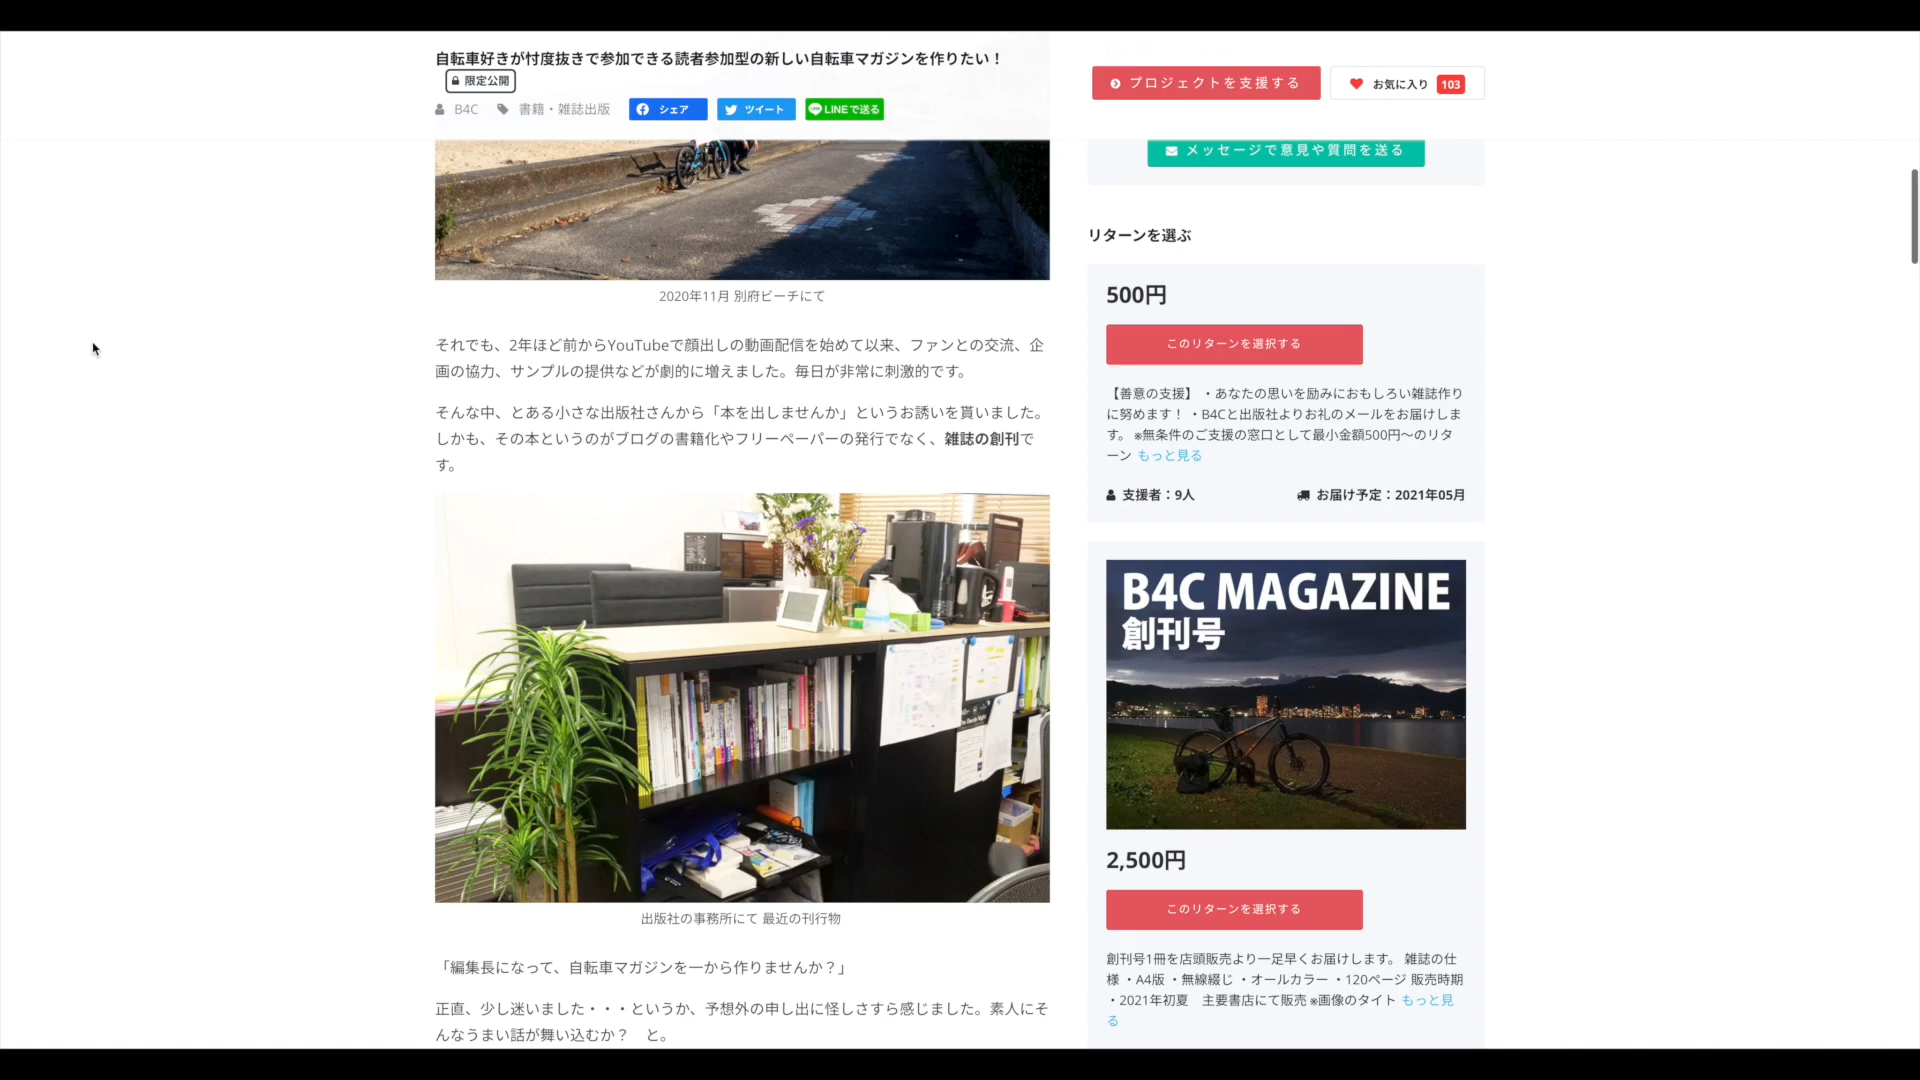 自転車好きが忖度抜きで参加できる読者参加型の新しい自転車マガジンを作りたい！
限定公開
B4C 書籍・雑誌出版 シェア ツイート LINEで送る
プロジェクトを支援する お気に入り 103
2020年11月 別府ビーチにて
それでも、2年ほど前からYouTubeで顔出しの動画配信を始めて以来、ファンとの交流、企
画の協力、サンプルの提供などが劇的に増えました。毎日が非常に刺激的です。
そんな中、とある小さな出版社さんから「本を出しませんか」というお誘いを貰いました。
しかも、その本というのがブログの書籍化やフリーペーパーの発行でなく、雑誌の創刊で
す。
出版社の事務所にて 最近の刊行物
「編集長になって、自転車マガジンを一から作りませんか？」
正直、少し迷いました・・・というか、予想外の申し出に怪しさすら感じました。素人にそ
んなうまい話が舞い込むか？　と。
メッセージで意見や質問を送る
リターンを選ぶ
500円
このリターンを選択する
【善意の支援】 ・あなたの思いを励みにおもしろい雑誌作り
に努めます！ ・B4Cと出版社よりお礼のメールをお届けしま
す。 ※無条件のご支援の窓口として最小金額500円〜のリタ
ーン もっと見る
支援者：9人 お届け予定：2021年05月
B4C MAGAZINE
創刊号
2,500円
このリターンを選択する
創刊号1冊を店頭販売より一足早くお届けします。 雑誌の仕
様 ・A4版 ・無線綴じ ・オールカラー ・120ページ 販売時期
・2021年初夏　主要書店にて販売 ※画像のタイト もっと見
る